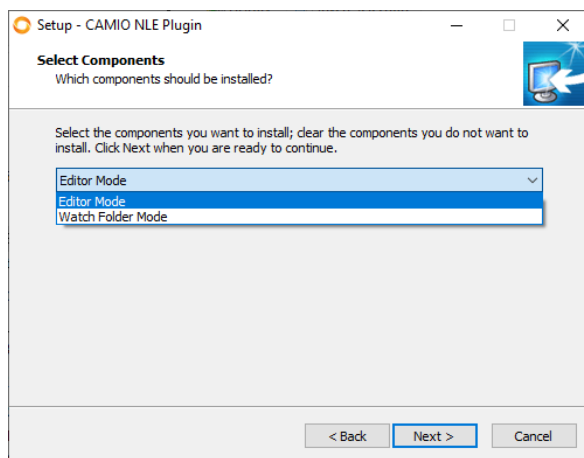 Setup - CAMIO NLE Plugin
Select Components
Which components should be installed?
Select the components you want to install; clear the components you do not want to
install. Click Next when you are ready to continue.
Editor Mode
Editor Mode
Watch Folder Mode
< Back
Next >
Cancel